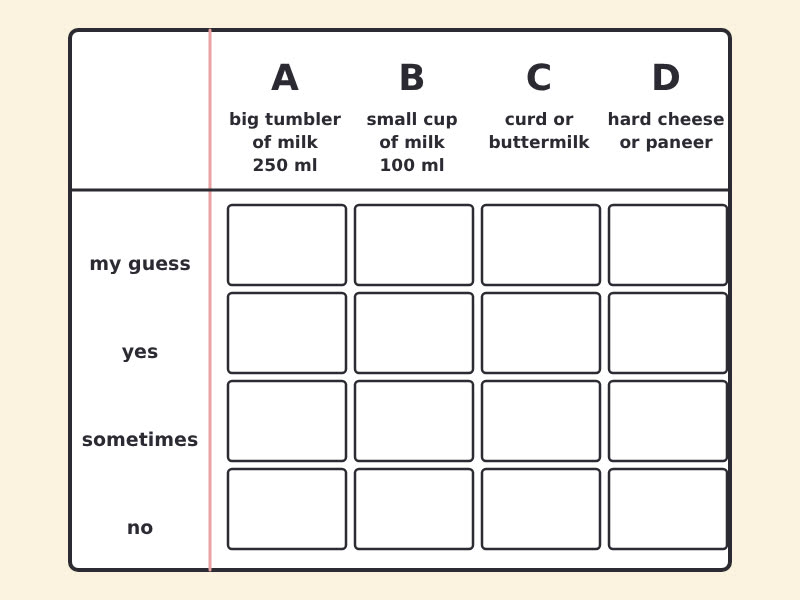 A B C D
big tumbler small cup curd or hard cheese
of milk of milk buttermilk or paneer
250 ml 100 ml
my guess
yes
sometimes
no